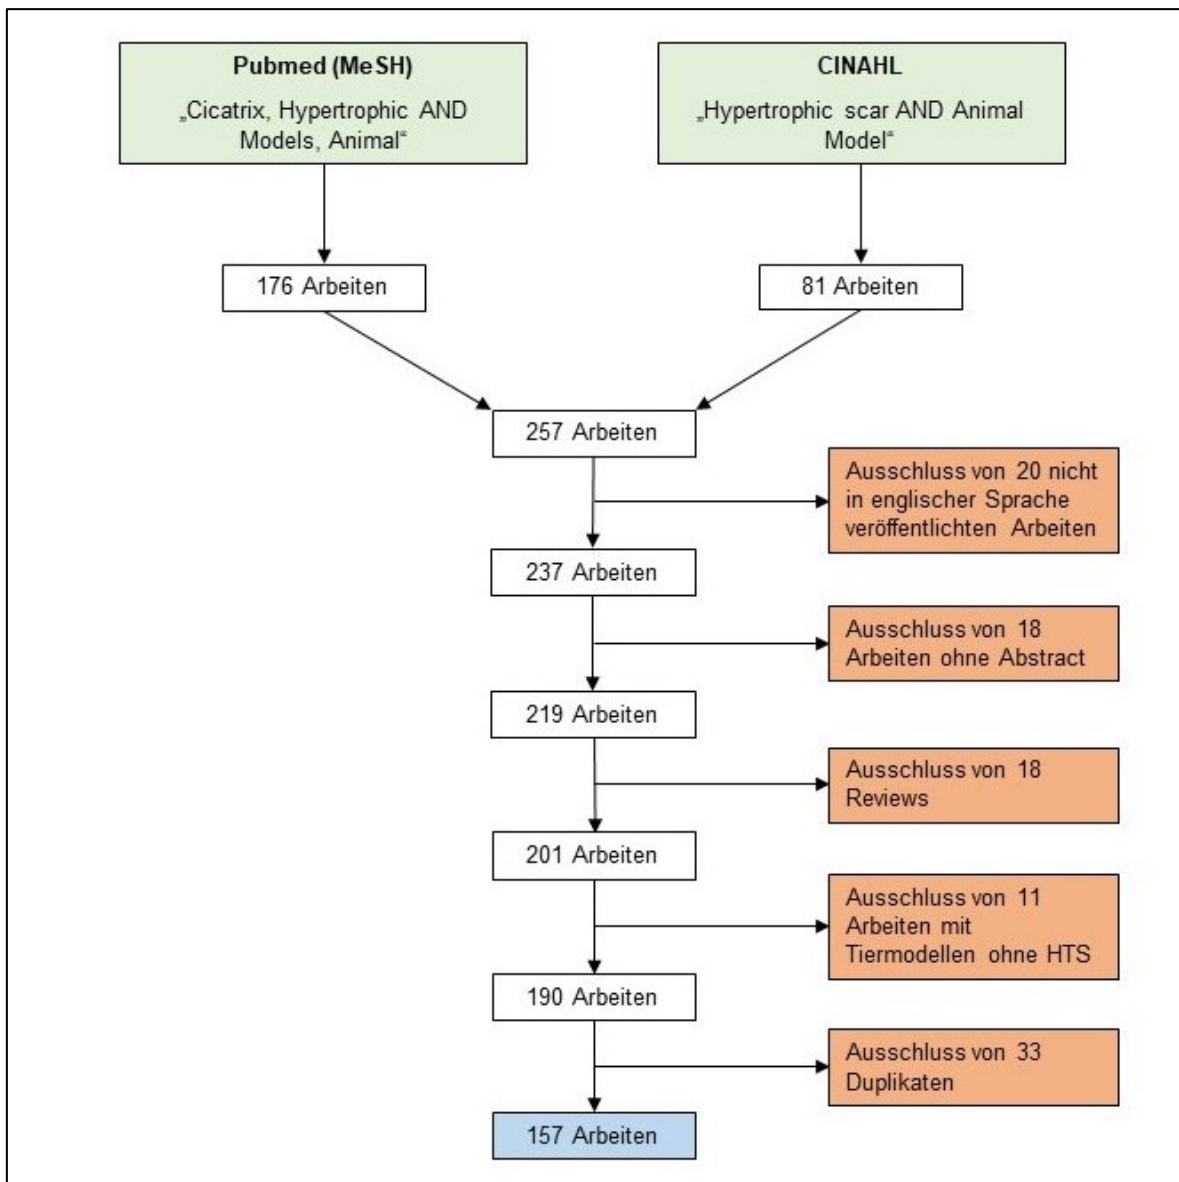 Pubmed (MeSH)
„Cicatrix, Hypertrophic AND
Models, Animal“
CINAHL
„Hypertrophic scar AND Animal
Model“
176 Arbeiten
81 Arbeiten
257 Arbeiten
Ausschluss von 20 nicht
in englischer Sprache
veröffentlichten Arbeiten
237 Arbeiten
Ausschluss von 18
Arbeiten ohne Abstract
219 Arbeiten
Ausschluss von 18
Reviews
201 Arbeiten
Ausschluss von 11
Arbeiten mit
Tiermodellen ohne HTS
190 Arbeiten
Ausschluss von 33
Duplikaten
157 Arbeiten